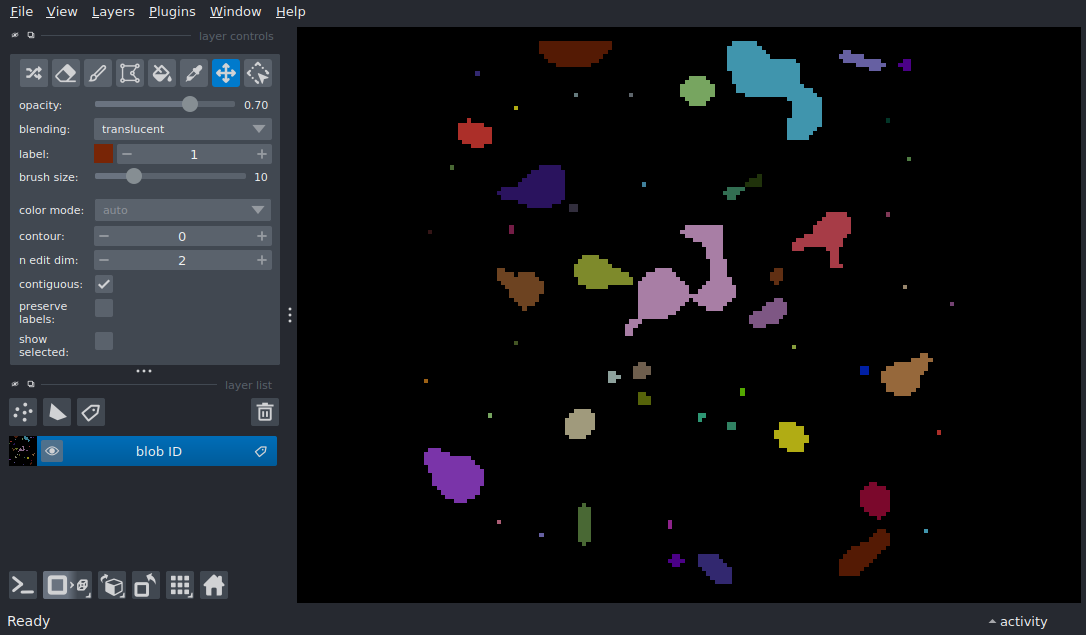 File View Layers Plugins Window Help
layer controls
opacity: 0.70
blending: translucent
label: 1
brush size: 10
color mode: auto
contour: 0
n edit dim: 2
contiguous:
preserve
labels:
show
selected:
layer list
blob ID
Ready
activity